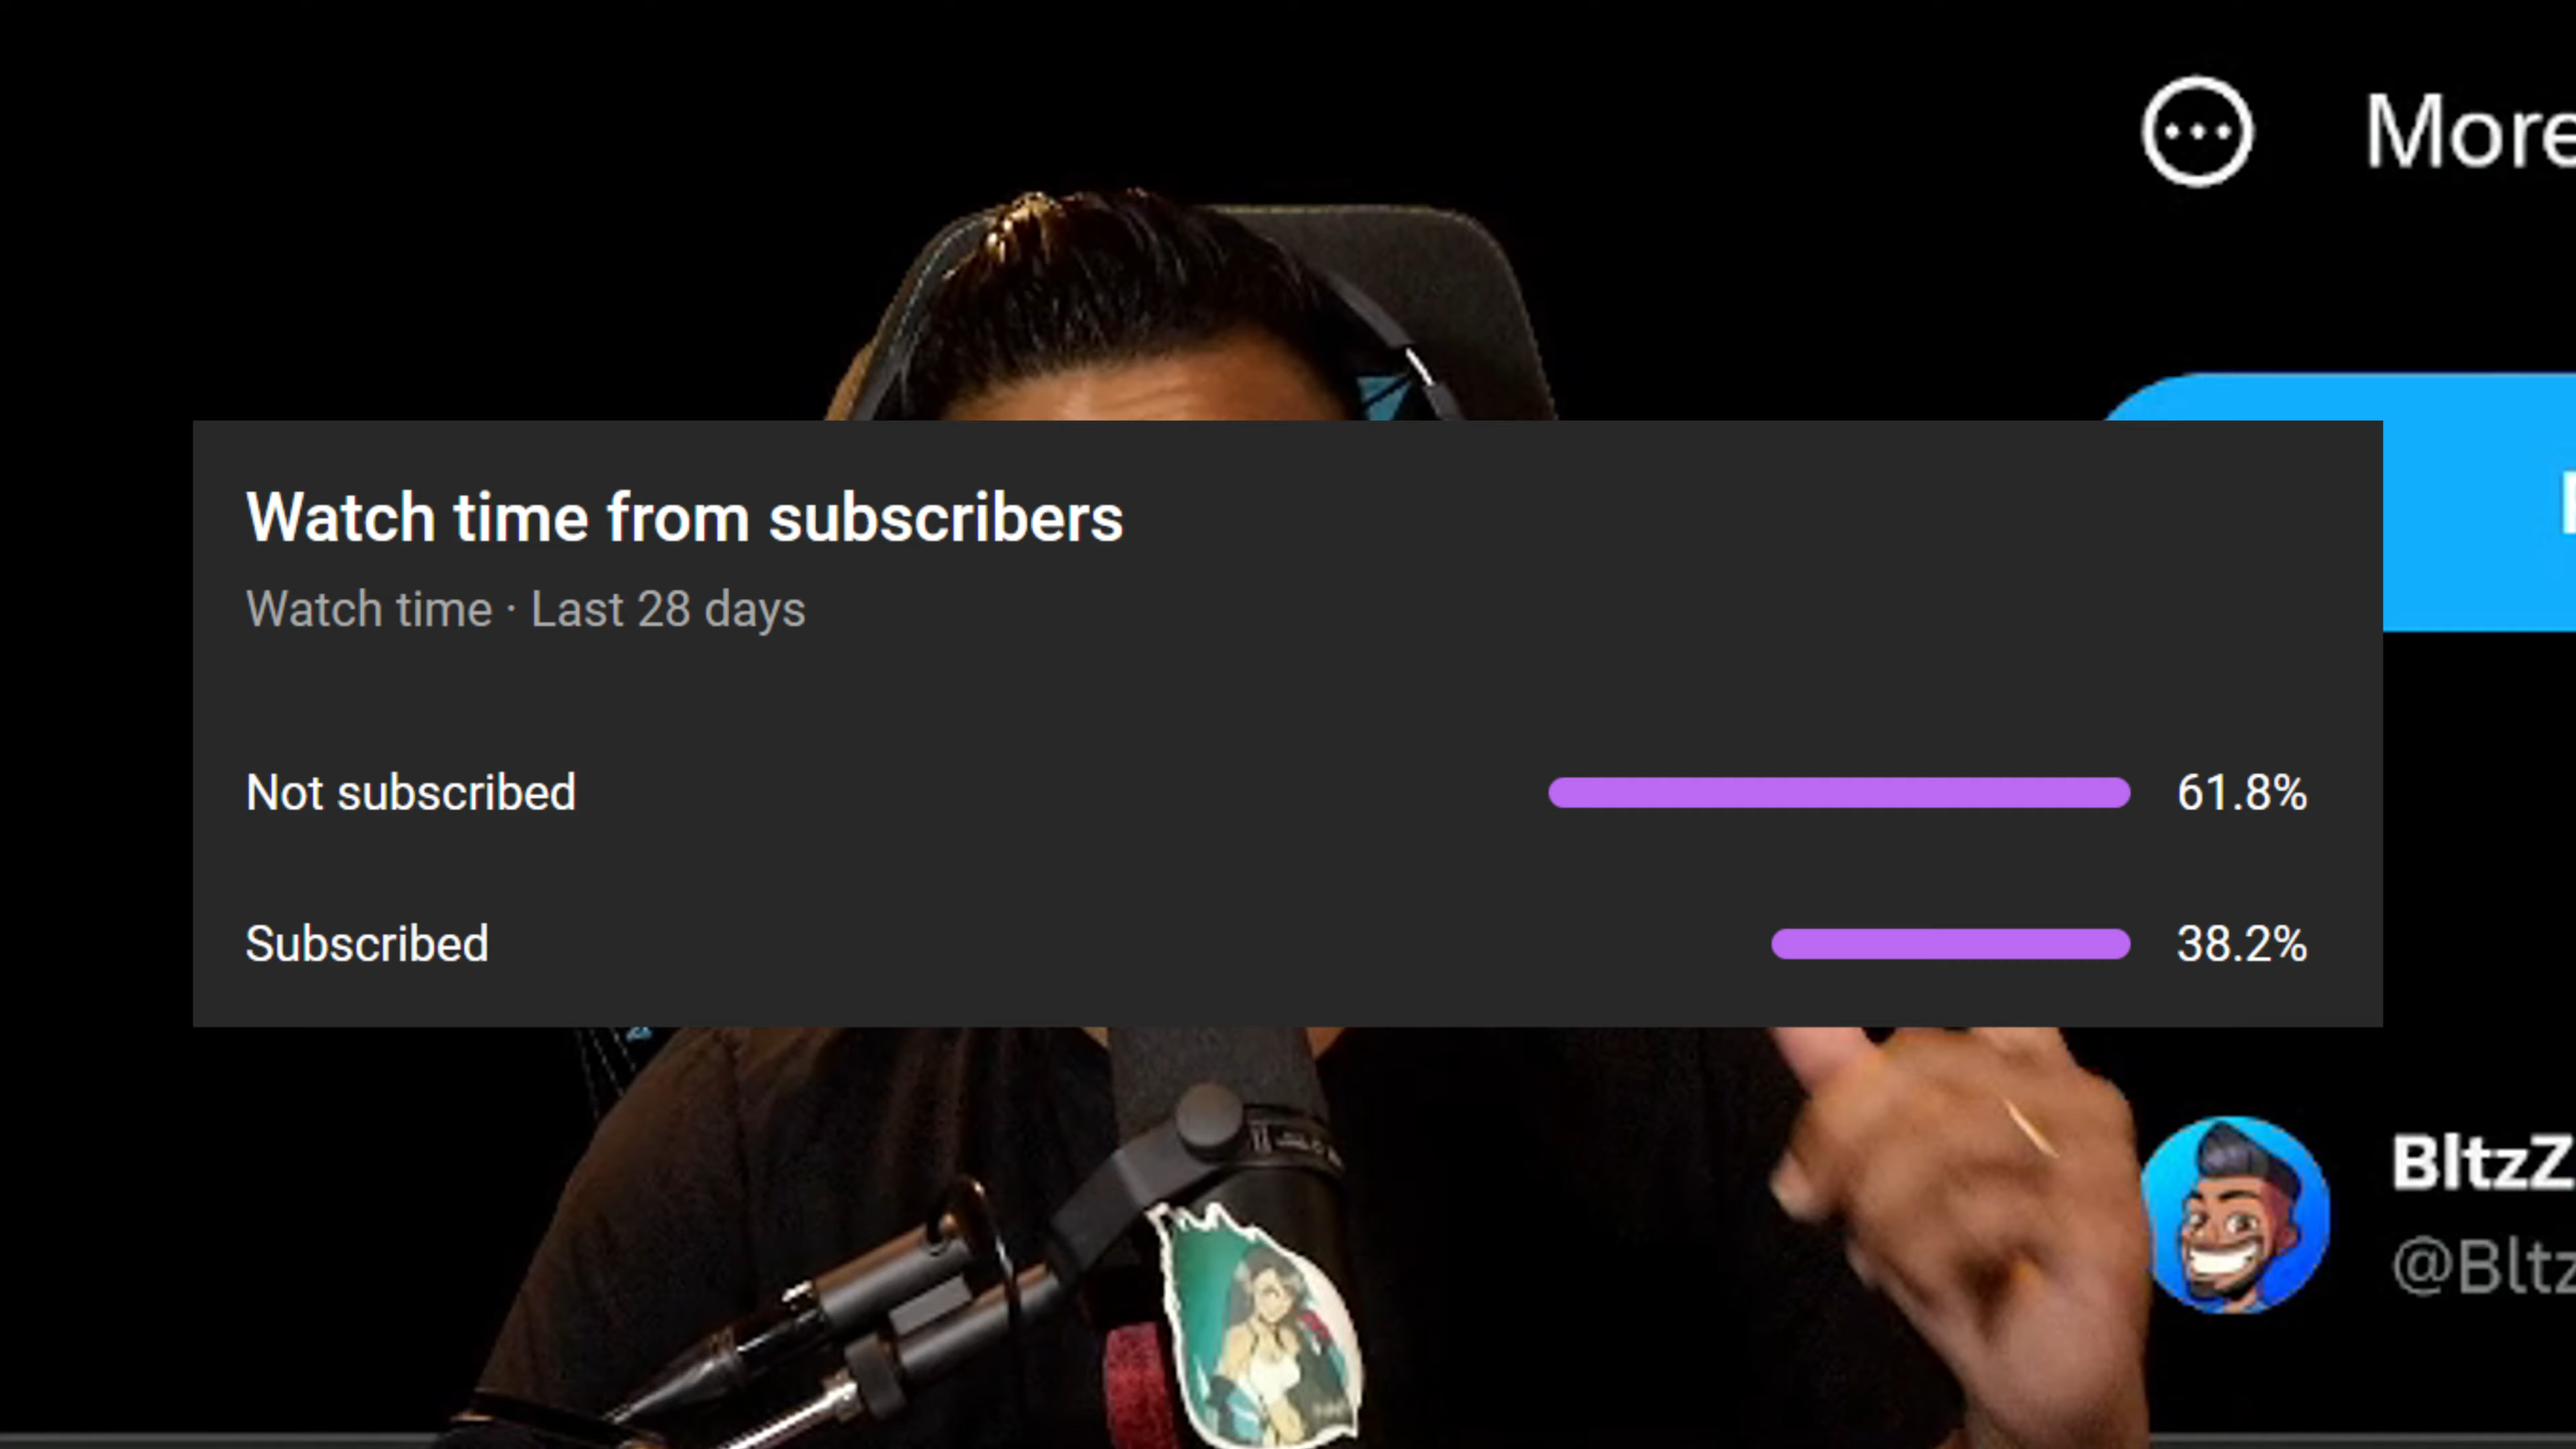 More
Watch time from subscribers
Watch time · Last 28 days
Not subscribed
61.8%
Subscribed
38.2%
BltzZ
@Bltz